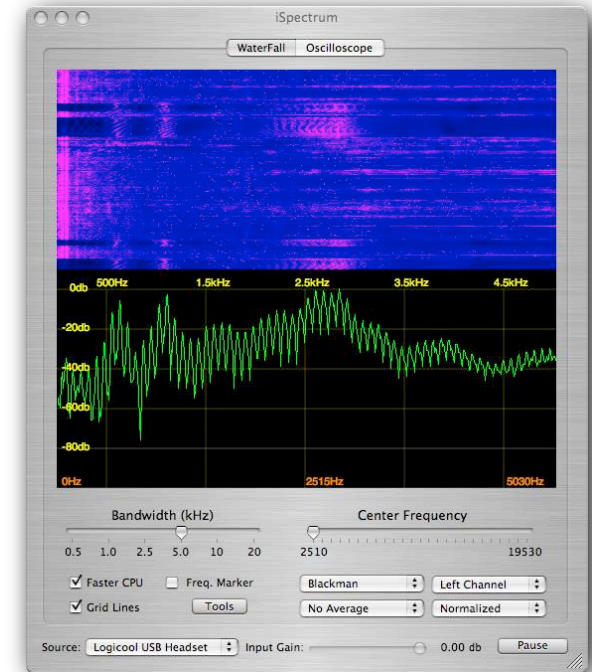 iSpectrum
WaterFall Oscilloscope
0db 500Hz 1.5kHz 2.5kHz 3.5kHz 4.5kHz
-20db
-40db
-60db
-80db
0Hz 2515Hz 5030Hz
Bandwidth (kHz) Center Frequency
0.5 1.0 2.5 5.0 10 20 2510 19530
Faster CPU Freq. Marker Blackman Left Channel
Grid Lines Tools No Average Normalized
Source: Logicool USB Headset Input Gain: 0.00 db Pause